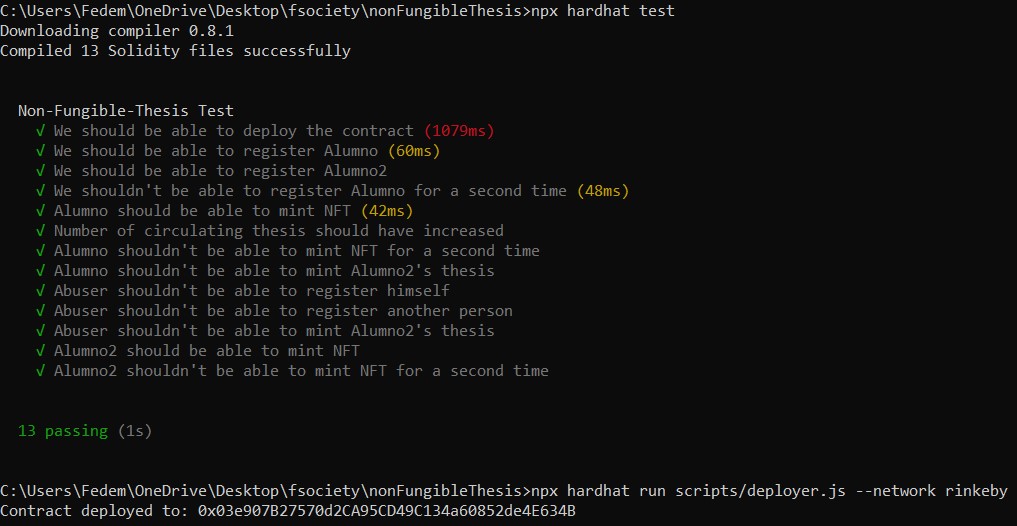 C:\Users\Fedem\OneDrive\Desktop\fsociety\nonFungibleThesis>npx hardhat test
Downloading compiler 0.8.1
Compiled 13 Solidity files successfully
Non-Fungible-Thesis Test
√ We should be able to deploy the contract (1079ms)
√ We should be able to register Alumno (60ms)
√ We should be able to register Alumno2
√ We shouldn't be able to register Alumno for a second time (48ms)
√ Alumno should be able to mint NFT (42ms)
√ Number of circulating thesis should have increased
√ Alumno shouldn't be able to mint NFT for a second time
√ Alumno shouldn't be able to mint Alumno2's thesis
√ Abuser shouldn't be able to register himself
√ Abuser shouldn't be able to register another person
√ Abuser shouldn't be able to mint Alumno2's thesis
√ Alumno2 should be able to mint NFT
√ Alumno2 shouldn't be able to mint NFT for a second time
13 passing (1s)
C:\Users\Fedem\OneDrive\Desktop\fsociety\nonFungibleThesis>npx hardhat run scripts/deployer.js --network rinkeby
Contract deployed to: 0x03e907B27570d2CA95CD49C134a60852de4E634B